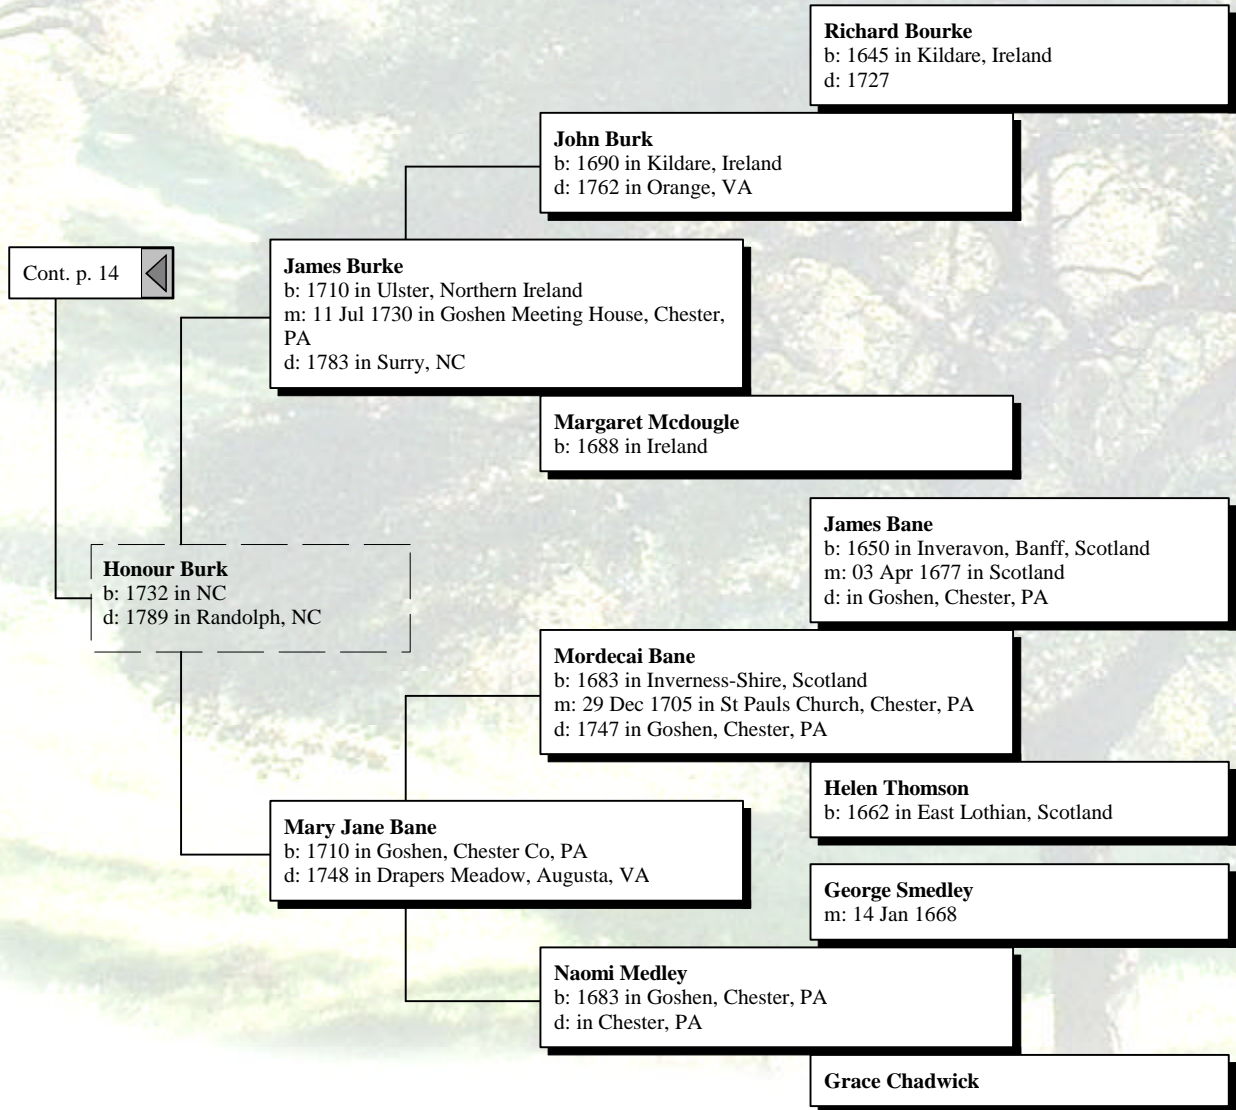 Richard Bourke
b: 1645 in Kildare, Ireland
d: 1727
John Burk
b: 1690 in Kildare, Ireland
d: 1762 in Orange, VA
Cont. p. 14
James Burke
b: 1710 in Ulster, Northern Ireland
m: 11 Jul 1730 in Goshen Meeting House, Chester,
PA
d: 1783 in Surry, NC
Margaret Mcdougle
b: 1688 in Ireland
James Bane
b: 1650 in Inveravon, Banff, Scotland
m: 03 Apr 1677 in Scotland
d: in Goshen, Chester, PA
Honour Burk
b: 1732 in NC
d: 1789 in Randolph, NC
Mordecai Bane
b: 1683 in Inverness-Shire, Scotland
m: 29 Dec 1705 in St Pauls Church, Chester, PA
d: 1747 in Goshen, Chester, PA
Helen Thomson
b: 1662 in East Lothian, Scotland
Mary Jane Bane
b: 1710 in Goshen, Chester Co, PA
d: 1748 in Drapers Meadow, Augusta, VA
George Smedley
m: 14 Jan 1668
Naomi Medley
b: 1683 in Goshen, Chester, PA
d: in Chester, PA
Grace Chadwick